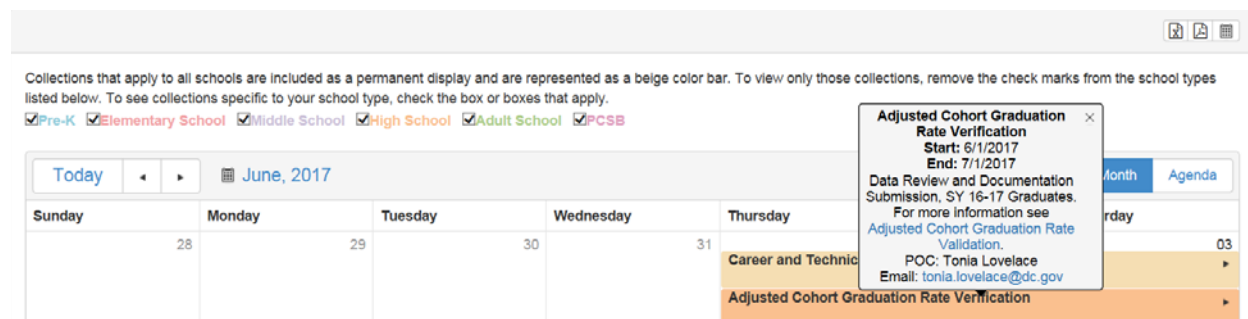 Collections that apply to all schools are included as a permanent display and are represented as a beige color bar. To view only those collections, remove the check marks from the school types
listed below. To see collections specific to your school type, check the box or boxes that apply.
Pre-K Elementary School Middle School High School Adult School PCSB
Adjusted Cohort Graduation ×
Rate Verification
Start: 6/1/2017
End: 7/1/2017
Data Review and Documentation
Submission, SY 16-17 Graduates.
For more information see
Adjusted Cohort Graduation Rate
Validation.
POC: Tonia Lovelace
Email: tonia.lovelace@dc.gov
Today June, 2017 Month Agenda
Sunday Monday Tuesday Wednesday Thursday rday
28 29 30 31 03
Career and Technic
Adjusted Cohort Graduation Rate Verification